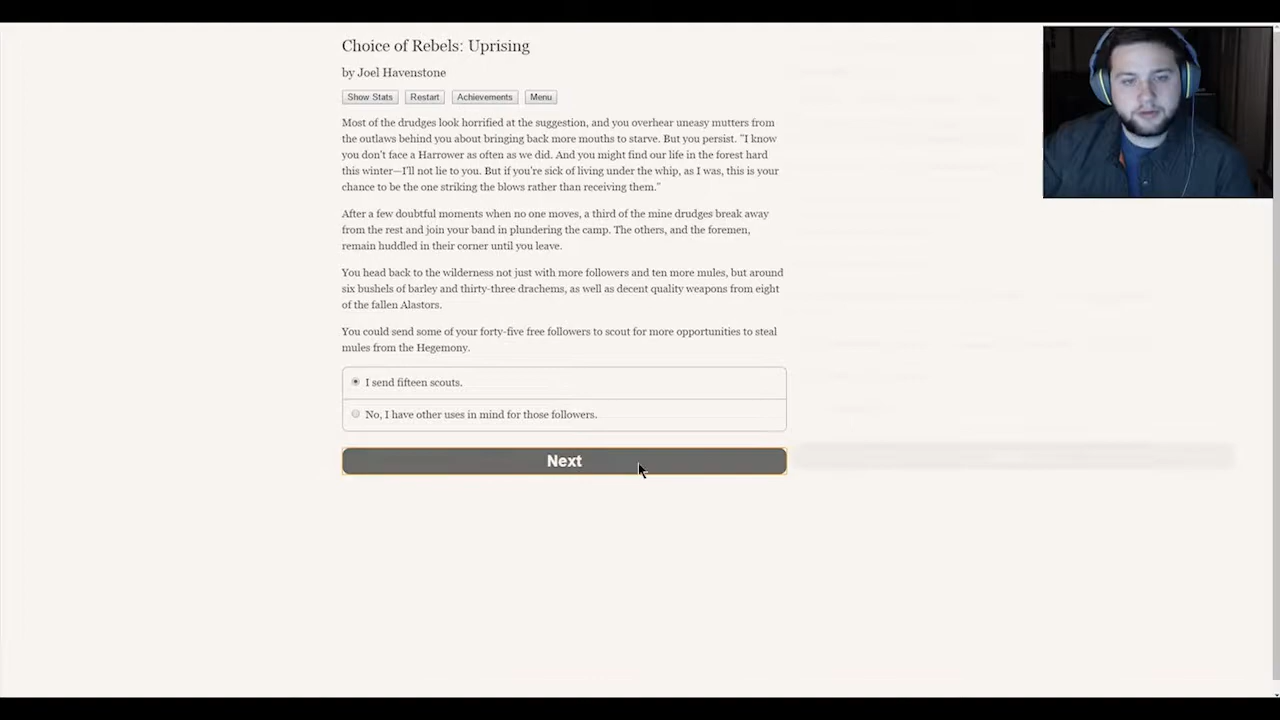 Choice of Rebels: Uprising
by Joel Havenstone
Show Stats Restart Achievements Menu
Most of the drudges look horrified at the suggestion, and you overhear uneasy mutters from
the outlaws behind you about bringing back more mouths to starve. But you persist. "I know
you don't face a Harrower as often as we did. And you might find our life in the forest hard
this winter—I'll not lie to you. But if you're sick of living under the whip, as I was, this is your
chance to be the one striking the blows rather than receiving them."
After a few doubtful moments when no one moves, a third of the mine drudges break away
from the rest and join your band in plundering the camp. The others, and the foremen,
remain huddled in their corner until you leave.
You head back to the wilderness not just with more followers and ten more mules, but around
six bushels of barley and thirty-three drachems, as well as decent quality weapons from eight
of the fallen Alastors.
You could send some of your forty-five free followers to scout for more opportunities to steal
mules from the Hegemony.
I send fifteen scouts.
No, I have other uses in mind for those followers.
Next